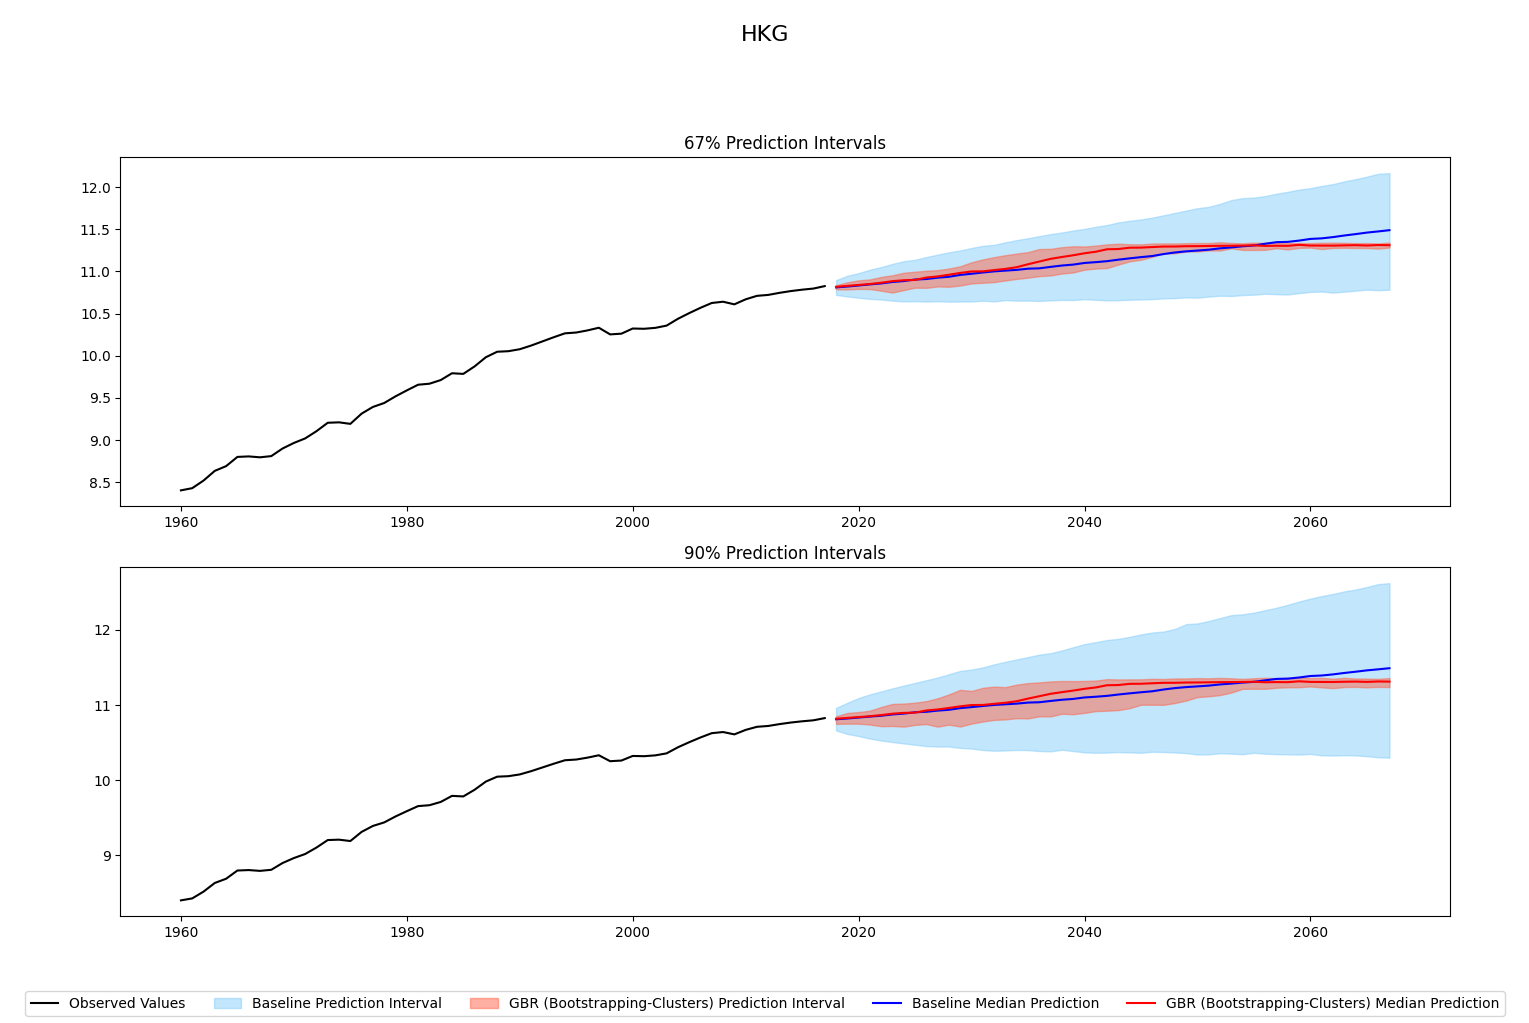 HKG
67% Prediction Intervals
12.0
11.5
11.0
10.5
10.0
9.5
9.0
8.5
1960 1980 2000 2020 2040 2060
90% Prediction Intervals
12
11
10
9
1960 1980 2000 2020 2040 2060
Observed Values Baseline Prediction Interval GBR (Bootstrapping-Clusters) Prediction Interval Baseline Median Prediction GBR (Bootstrapping-Clusters) Median Prediction